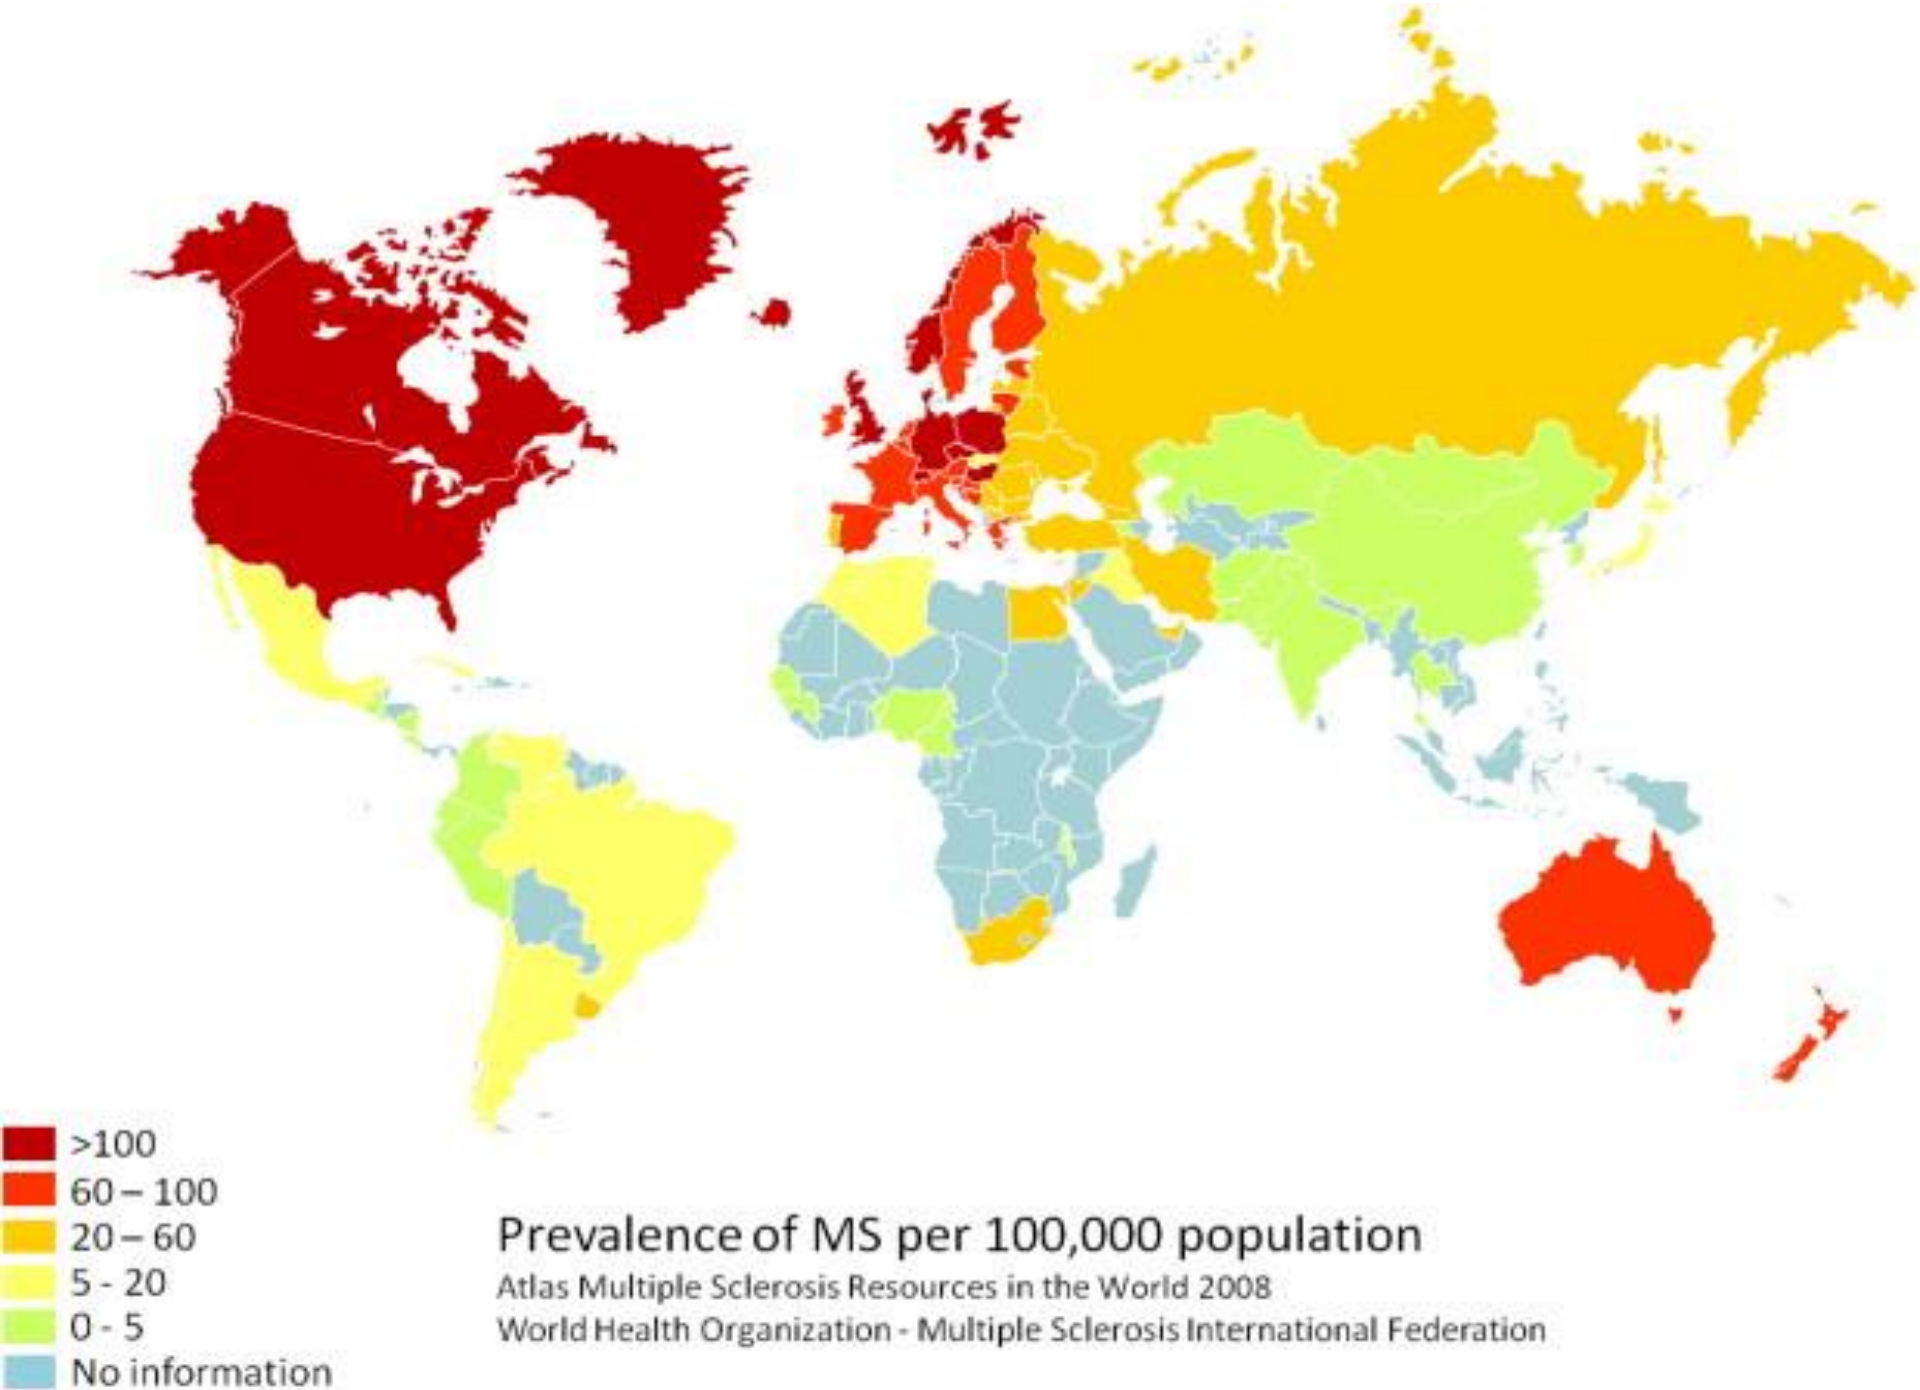 >100
60 – 100
20 – 60
5 - 20
0 - 5
No information
Prevalence of MS per 100,000 population
Atlas Multiple Sclerosis Resources in the World 2008
World Health Organization - Multiple Sclerosis International Federation